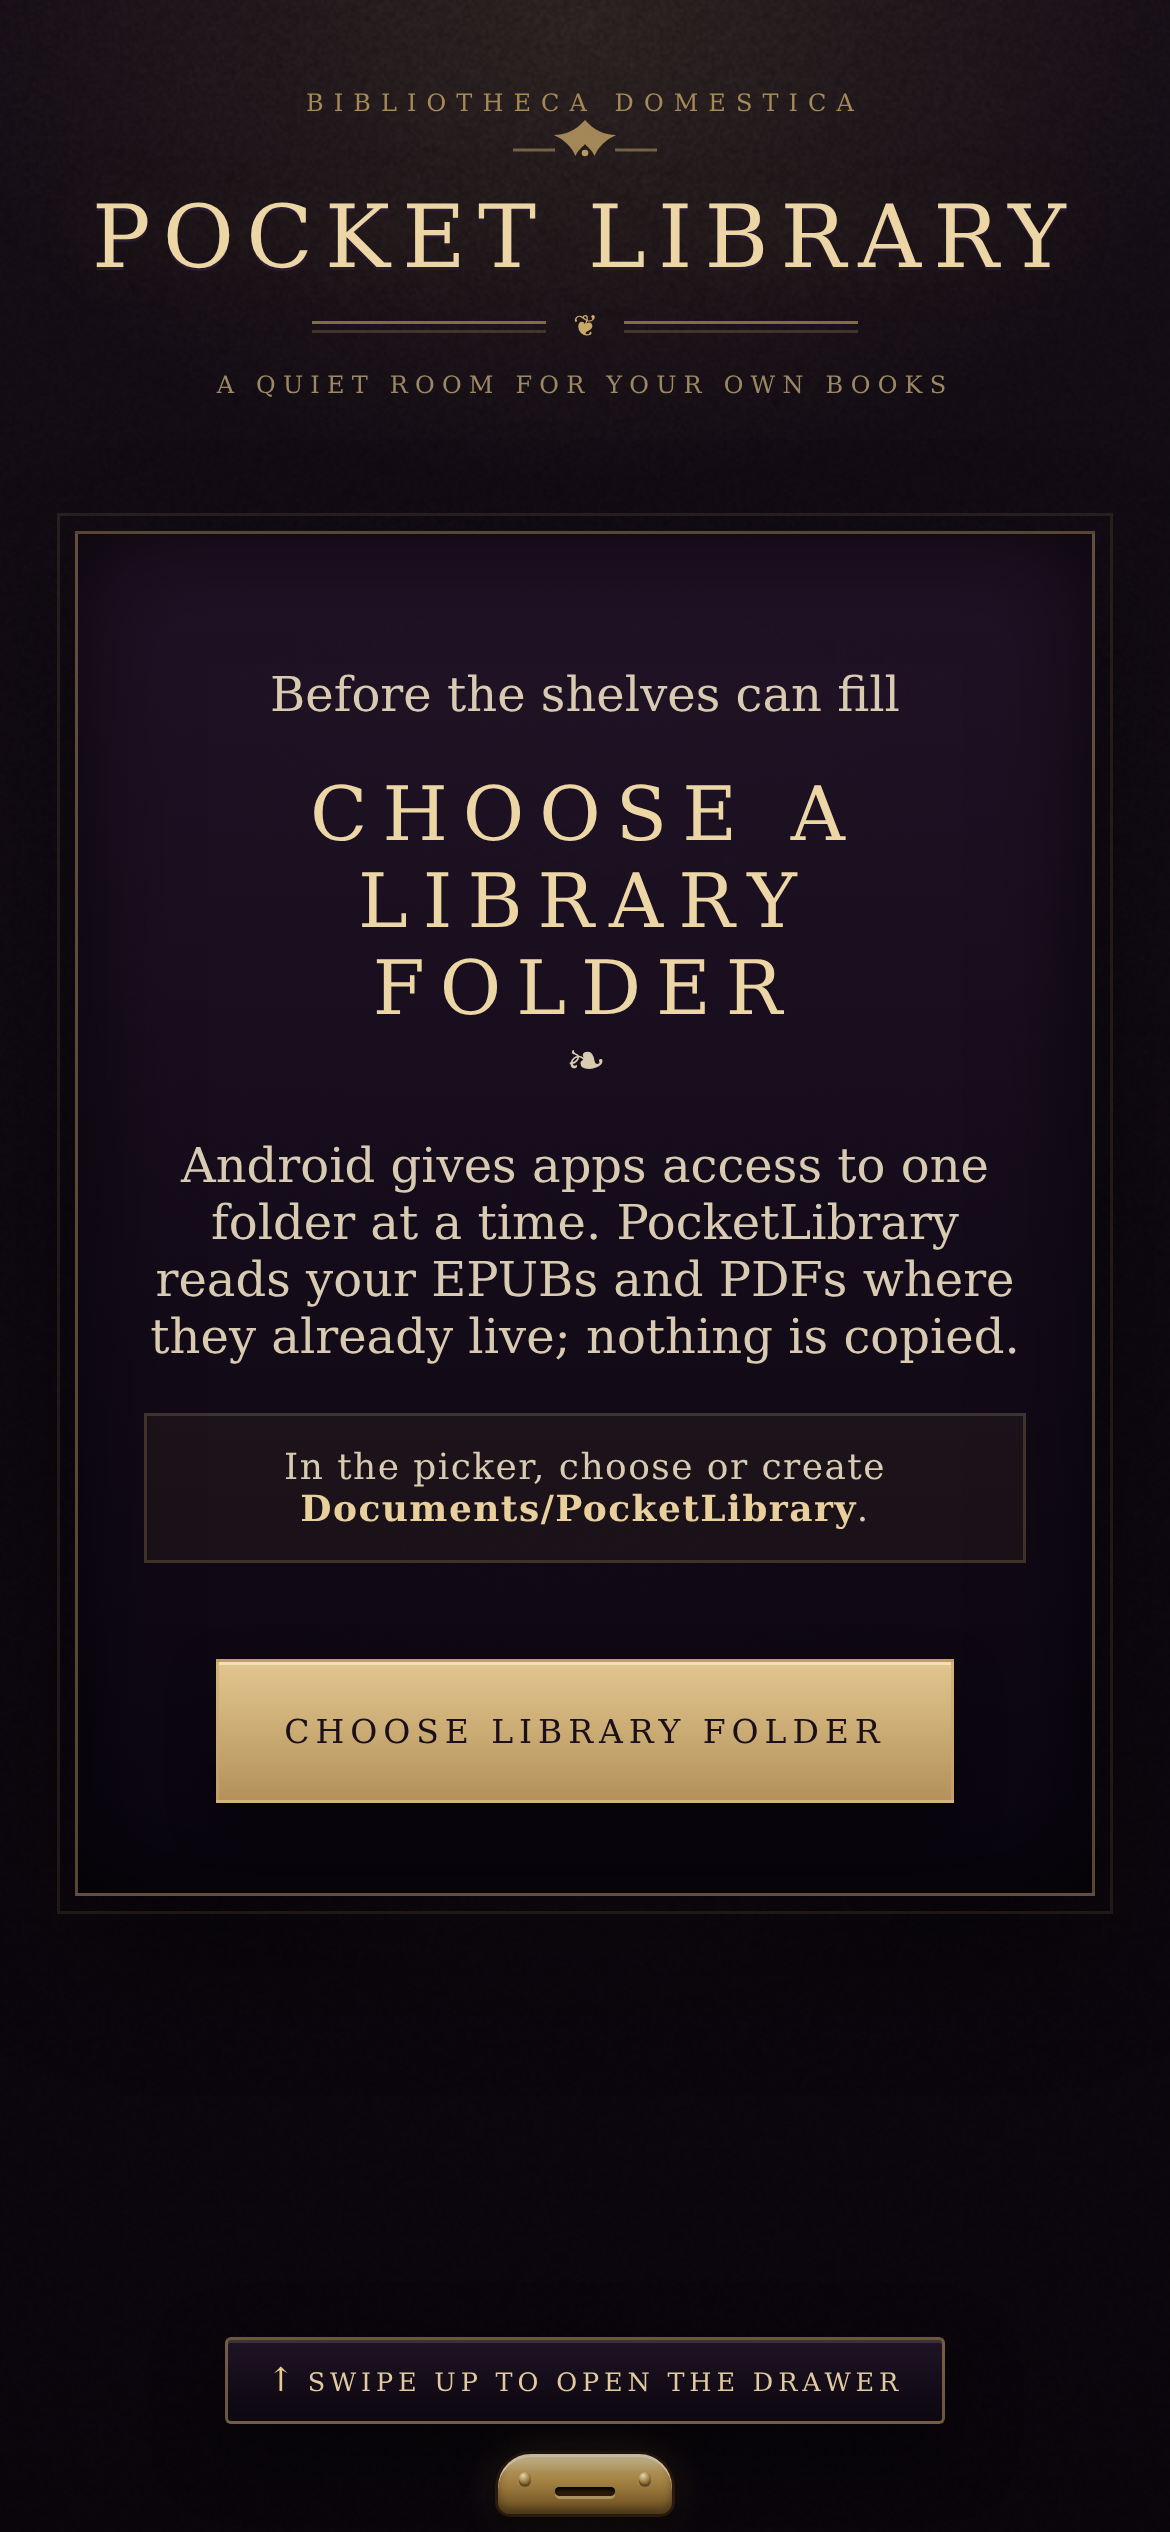 BIBLIOTHECA DOMESTICA
POCKET LIBRARY
❦
A QUIET ROOM FOR YOUR OWN BOOKS
Before the shelves can fill
CHOOSE A
LIBRARY
FOLDER
❧
Android gives apps access to one
folder at a time. PocketLibrary
reads your EPUBs and PDFs where
they already live; nothing is copied.
In the picker, choose or create
Documents/PocketLibrary.
CHOOSE LIBRARY FOLDER
↑ SWIPE UP TO OPEN THE DRAWER